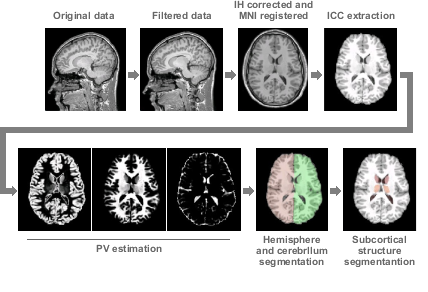 Original data
Filtered data
IH corrected and
MNI registered
ICC extraction
PV estimation
Hemisphere
and cerebrllum
segmentation
Subcortical
structure
segmentantion